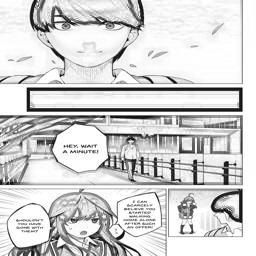 HEY, WAIT
A MINUTE!
I CAN
SCARCELY
BELIEVE YOU
STARTED
WALKING
HOME ALONE
AFTER SUCH
AN OFFER!
SHOULDN'T
YOU HAVE
GONE WITH
THEM?